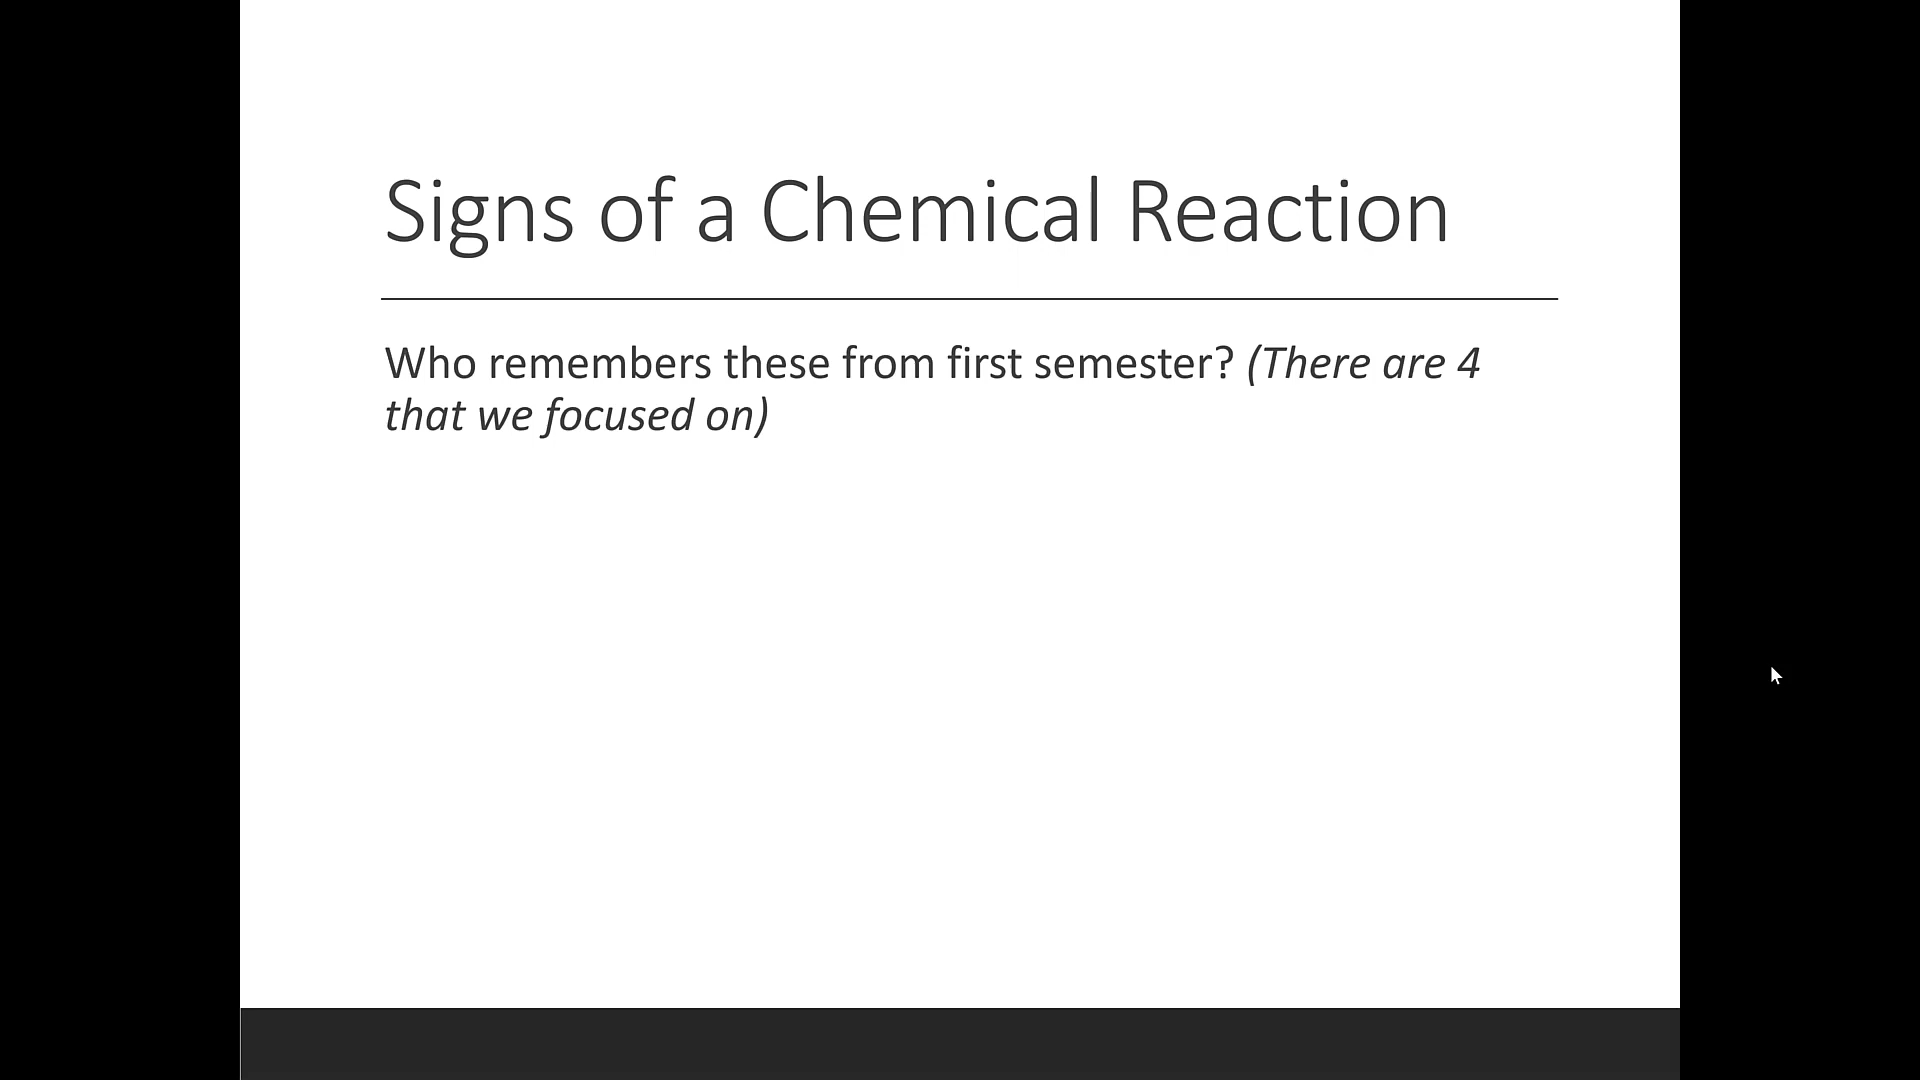 Signs of a Chemical Reaction
Who remembers these from first semester? (There are 4
that we focused on)